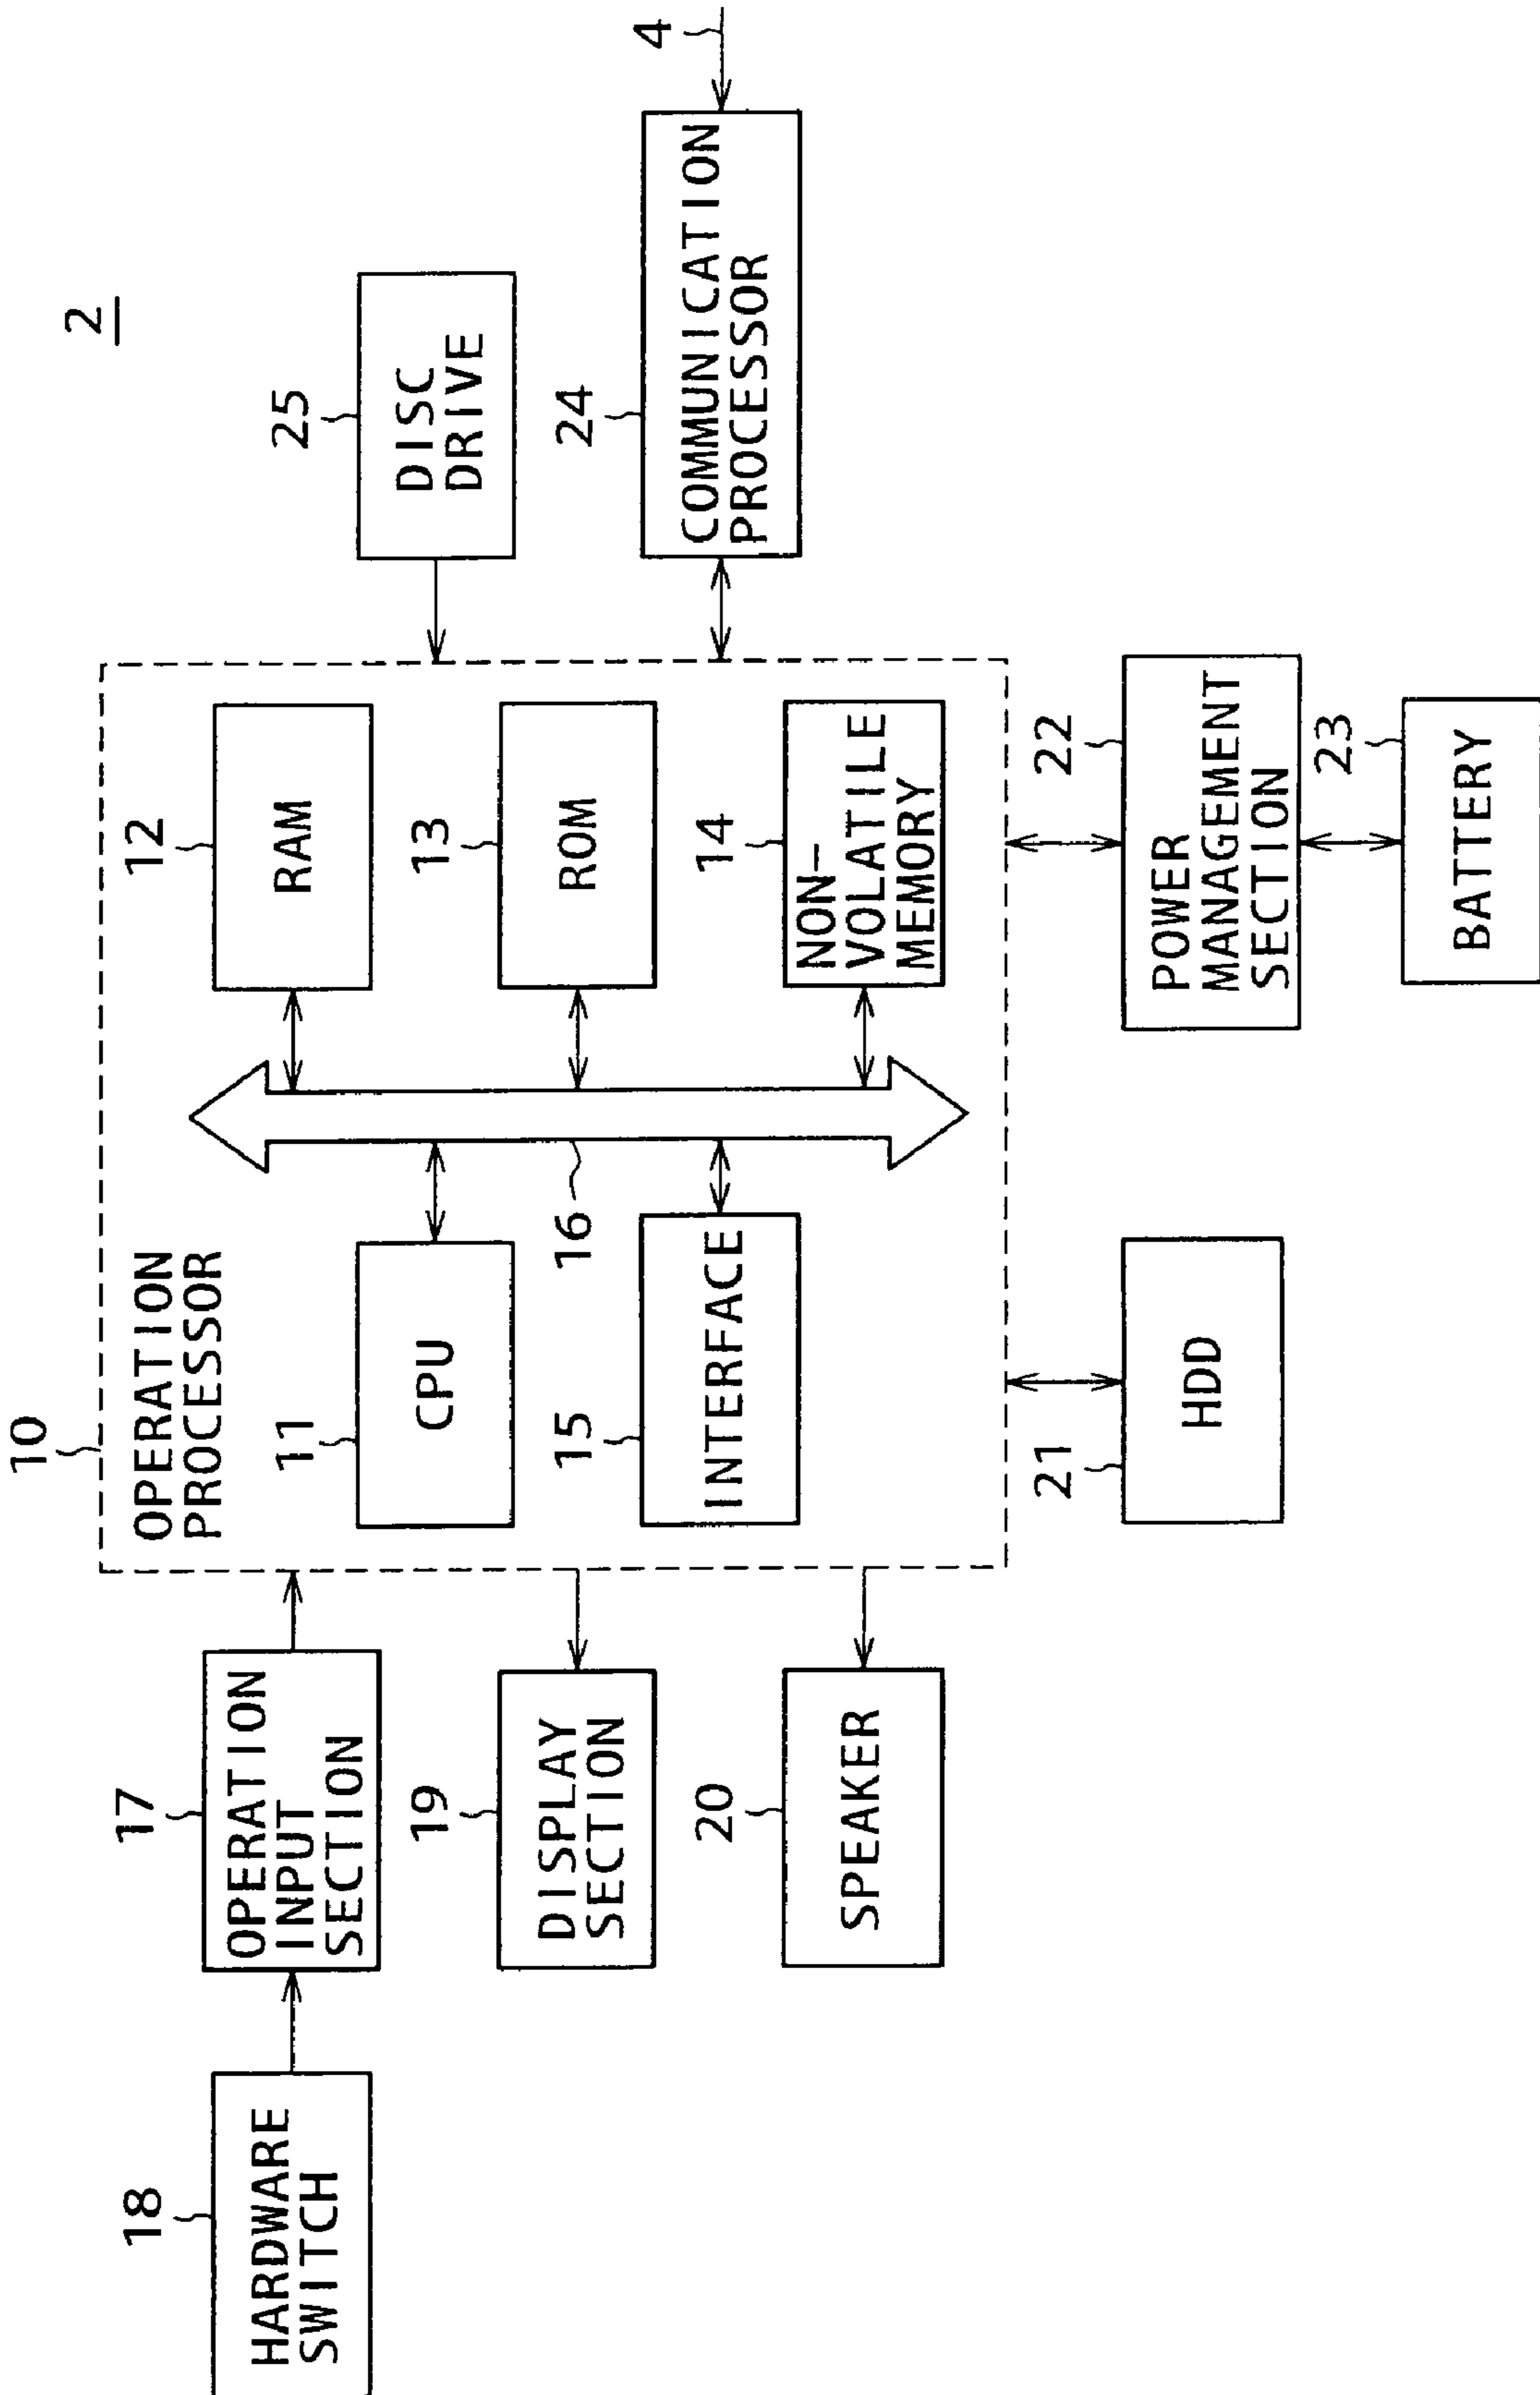 2
10
OPERATION
PROCESSOR
18
HARDWARE
SWITCH
17
OPERATION
INPUT
SECTION
11
CPU
12
RAM
25
DISC
DRIVE
19
DISPLAY
SECTION
16
13
ROM
15
INTERFACE
24
COMMUNICATION
PROCESSOR
4
20
SPEAKER
14
NON-
VOLATILE
MEMORY
21
HDD
22
POWER
MANAGEMENT
SECTION
23
BATTERY